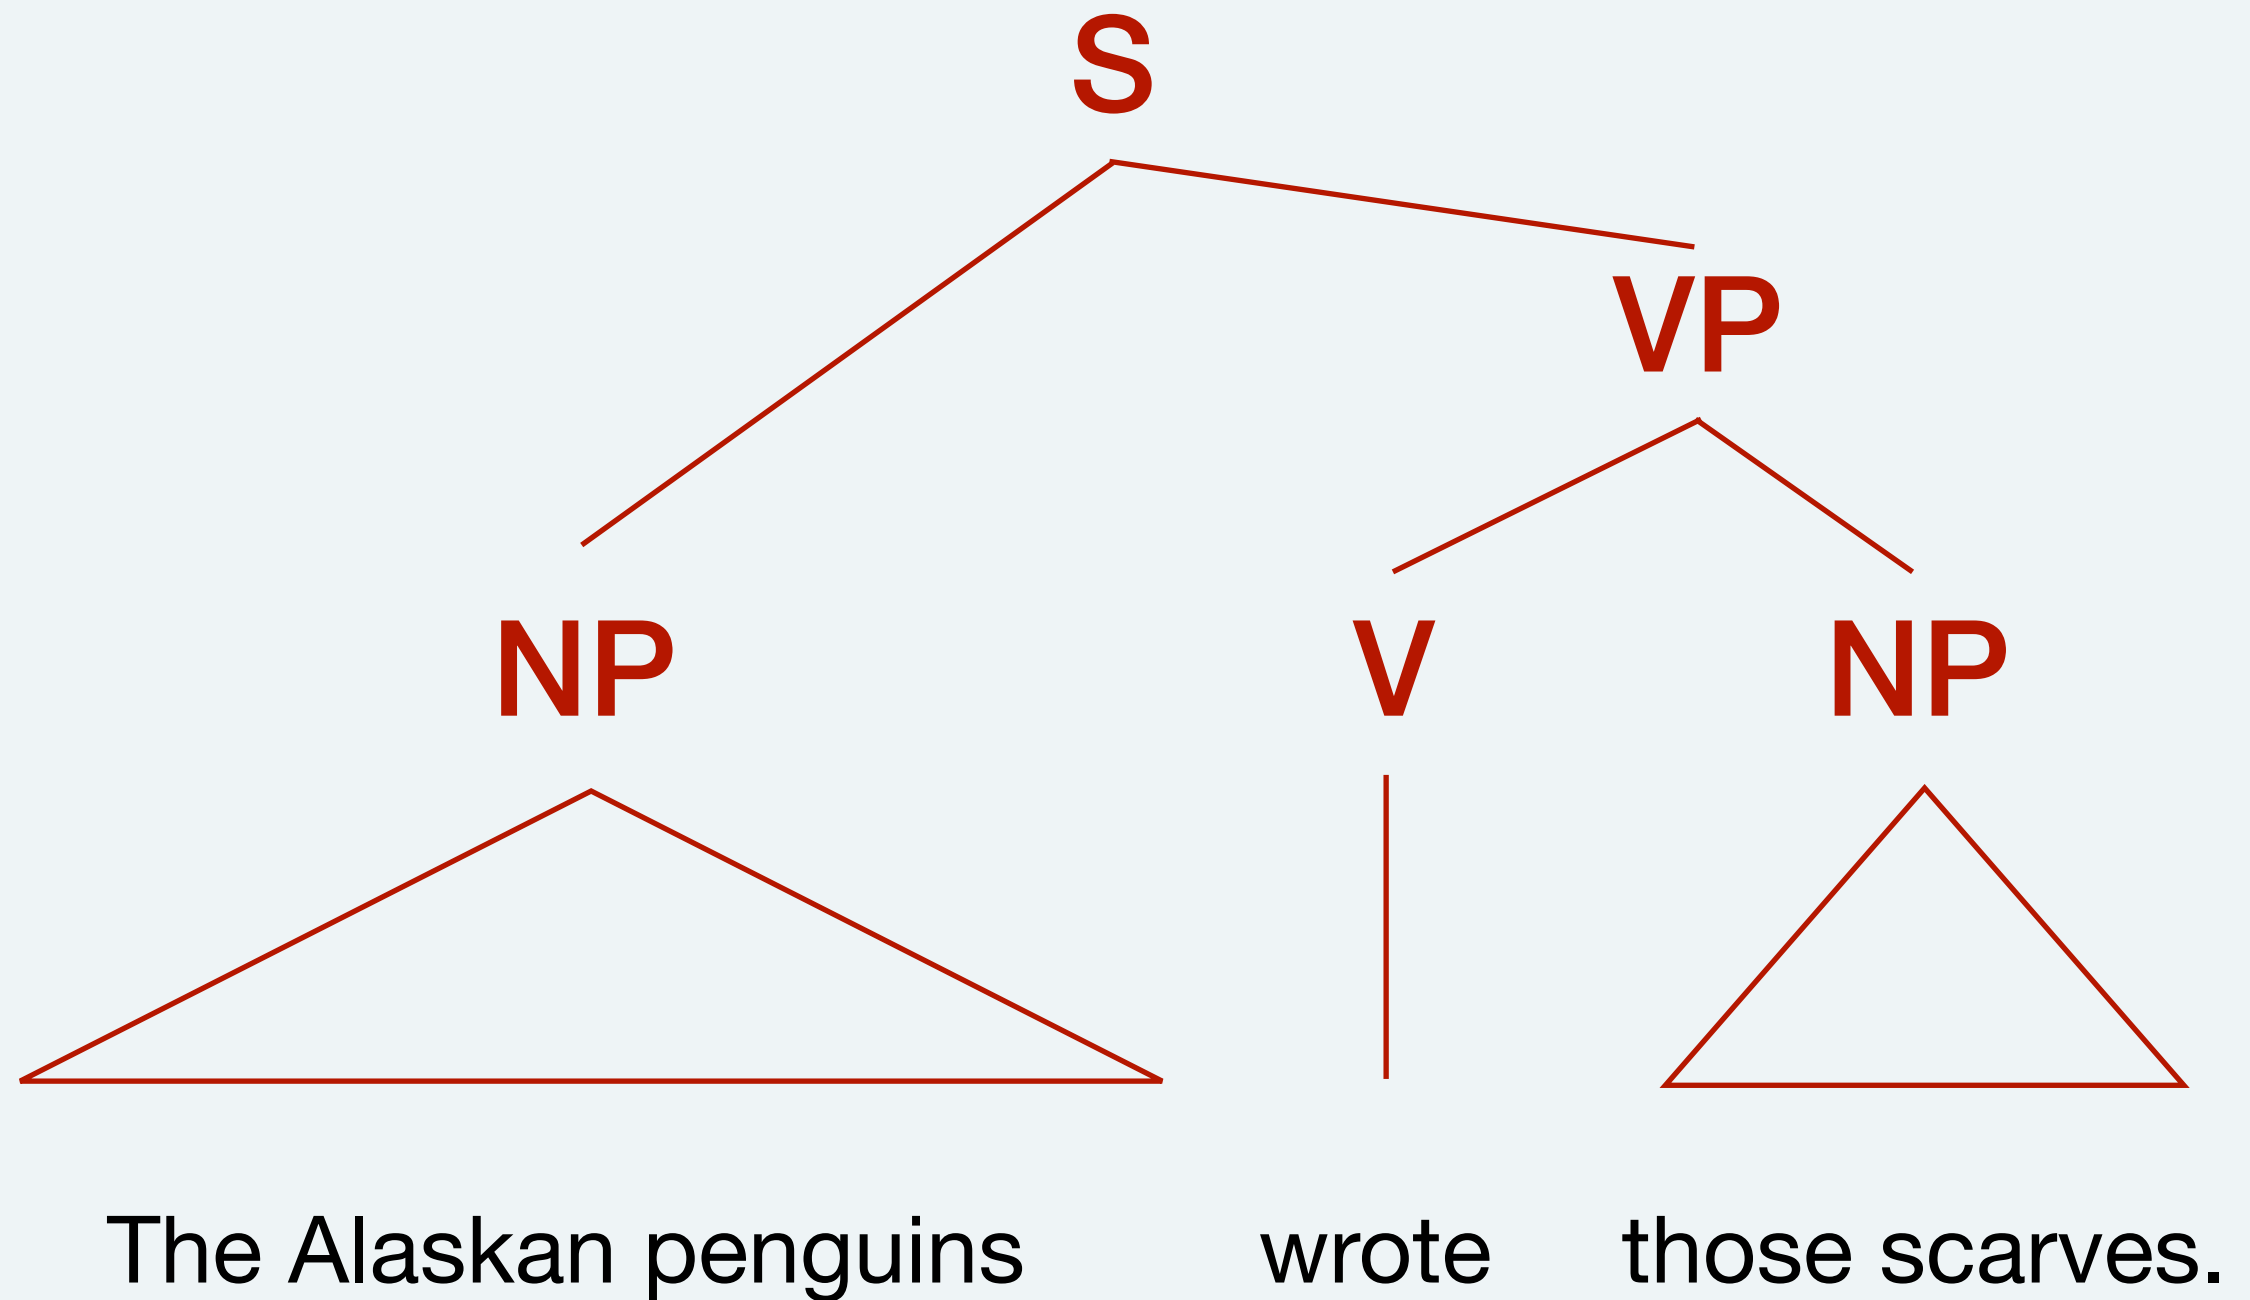 S
VP
NP V NP
The Alaskan penguins wrote those scarves.